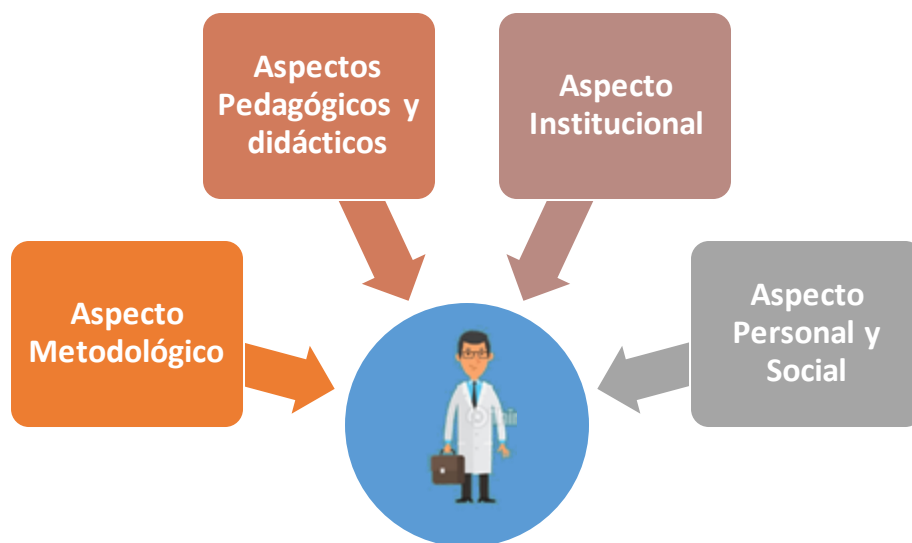 Aspectos
Pedagógicos y
didácticos
Aspecto
Institucional
Aspecto
Metodológico
Aspecto
Personal y
Social